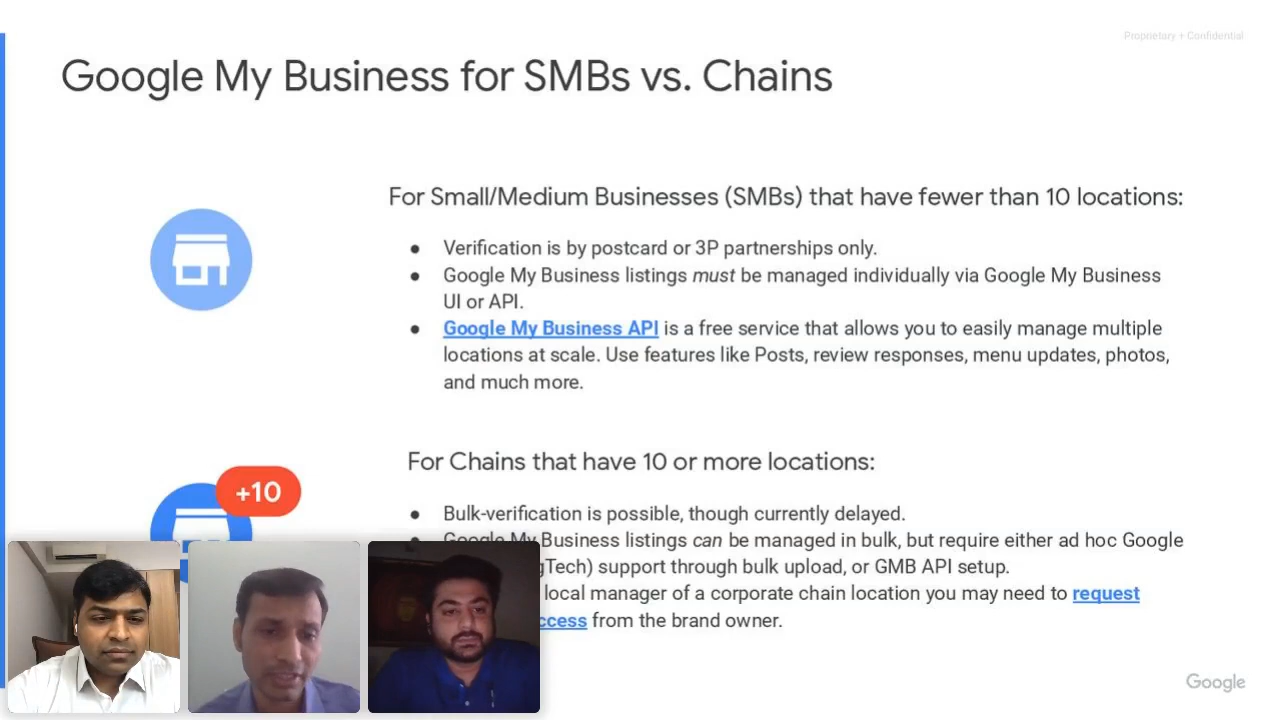 Proprietary + Confidential
Google My Business for SMBs vs. Chains
For Small/Medium Businesses (SMBs) that have fewer than 10 locations:
● Verification is by postcard or 3P partnerships only.
● Google My Business listings must be managed individually via Google My Business
UI or API.
● Google My Business API is a free service that allows you to easily manage multiple
locations at scale. Use features like Posts, review responses, menu updates, photos,
and much more.
+10
For Chains that have 10 or more locations:
● Bulk-verification is possible, though currently delayed.
Google My Business listings can be managed in bulk, but require either ad hoc Google
gTech) support through bulk upload, or GMB API setup.
local manager of a corporate chain location you may need to request
ccess from the brand owner.
Google